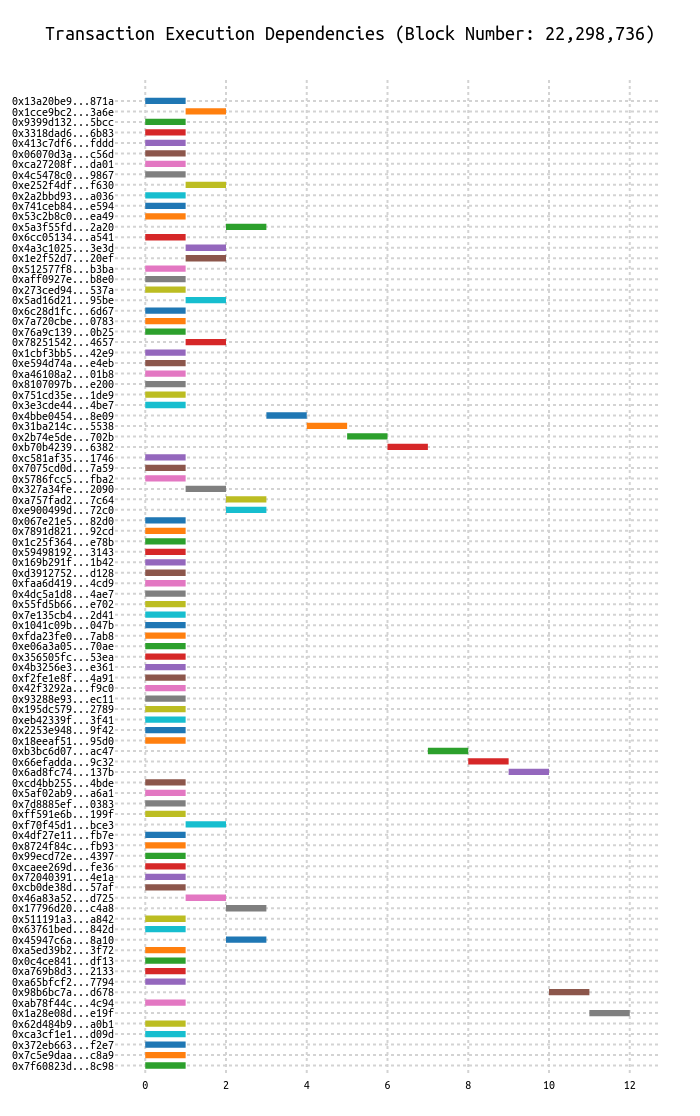 Transaction Execution Dependencies (Block Number: 22,298,736)
0x13a20be9...871a
0x1cce9bc2...3a6e
0x9399d132...5bcc
0x3318dad6...6b83
0x413c7df6...fddd
0x06070d3a...c56d
0xca27208f...da01
0x4c5478c0...9867
0xe252f4df...f630
0x2a2bbd93...a036
0x741ceb84...e594
0x53c2b8c0...ea49
0x5a3f55fd...2a20
0x6cc05134...a541
0x4a3c1025...3e3d
0x1e2f52d7...20ef
0x512577f8...b3ba
0xaff0927e...b8e0
0x273ced94...537a
0x5ad16d21...95be
0x6c28d1fc...6d67
0x7a720cbe...0783
0x76a9c139...0b25
0x78251542...4657
0x1cbf3bb5...42e9
0xe594d74a...e4eb
0xa46108a2...01b8
0x8107097b...e200
0x751cd35e...1de9
0x3e3cde44...4be7
0x4bbe0454...8e09
0x31ba214c...5538
0x2b74e5de...702b
0xb70b4239...6382
0xc581af35...1746
0x7075cd0d...7a59
0x5786fcc5...fba2
0x327a34fe...2090
0xa757fad2...7c64
0xe900499d...72c0
0x067e21e5...82d0
0x7891d821...92cd
0x1c25f364...e78b
0x59498192...3143
0x169b291f...1b42
0xd3912752...d128
0xfaa6d419...4cd9
0x4dc5a1d8...4ae7
0x55fd5b66...e702
0x7e135cb4...2d41
0x1041c09b...047b
0xfda23fe0...7ab8
0xe06a3a05...70ae
0x356505fc...53ea
0x4b3256e3...e361
0xf2fe1e8f...4a91
0x42f3292a...f9c0
0x93288e93...ec11
0x195dc579...2789
0xeb42339f...3f41
0x2253e948...9f42
0x18eeaf51...95d0
0xb3bc6d07...ac47
0x66efadda...9c32
0x6ad8fc74...137b
0xcd4bb255...4bde
0x5af02ab9...a6a1
0x7d8885ef...0383
0xff591e6b...199f
0xf70f45d1...bce3
0x4df27e11...fb7e
0x8724f84c...fb93
0x99ecd72e...4397
0xcaee269d...fe36
0x72040391...4e1a
0xcb0de38d...57af
0x46a83a52...d725
0x17796d20...c4a8
0x511191a3...a842
0x63761bed...842d
0x45947c6a...8a10
0xa5ed39b2...3f72
0x0c4ce841...df13
0xa769b8d3...2133
0xa65bfcf2...7794
0x98b6bc7a...d678
0xab78f44c...4c94
0x1a28e08d...e19f
0x62d484b9...a0b1
0xca3cf1e1...d09d
0x372eb663...f2e7
0x7c5e9daa...c8a9
0x7f60823d...8c98
0 2 4 6 8 10 12